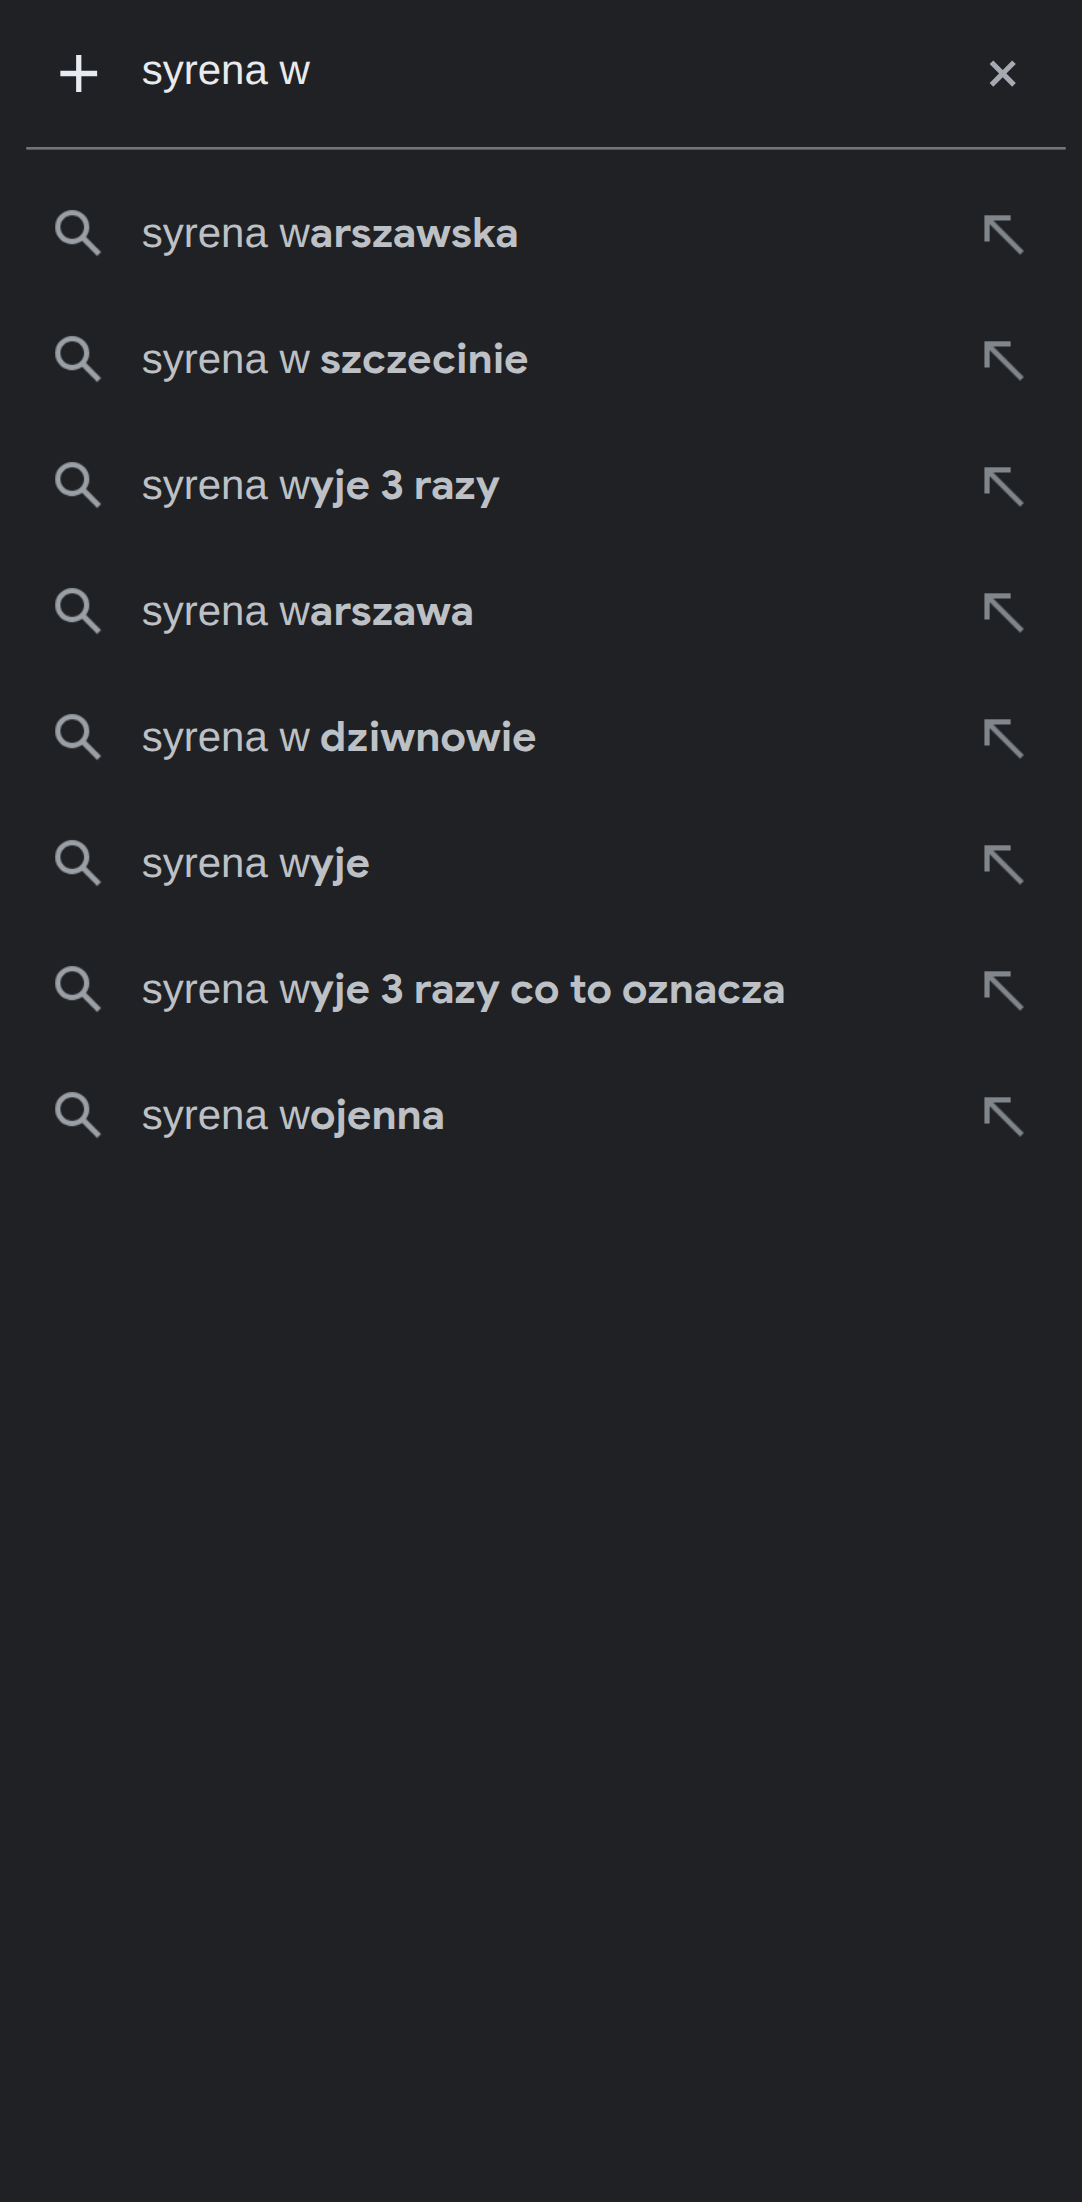 syrena w
syrena warszawska
syrena w szczecinie
syrena wyje 3 razy
syrena warszawa
syrena w dziwnowie
syrena wyje
syrena wyje 3 razy co to oznacza
syrena wojenna